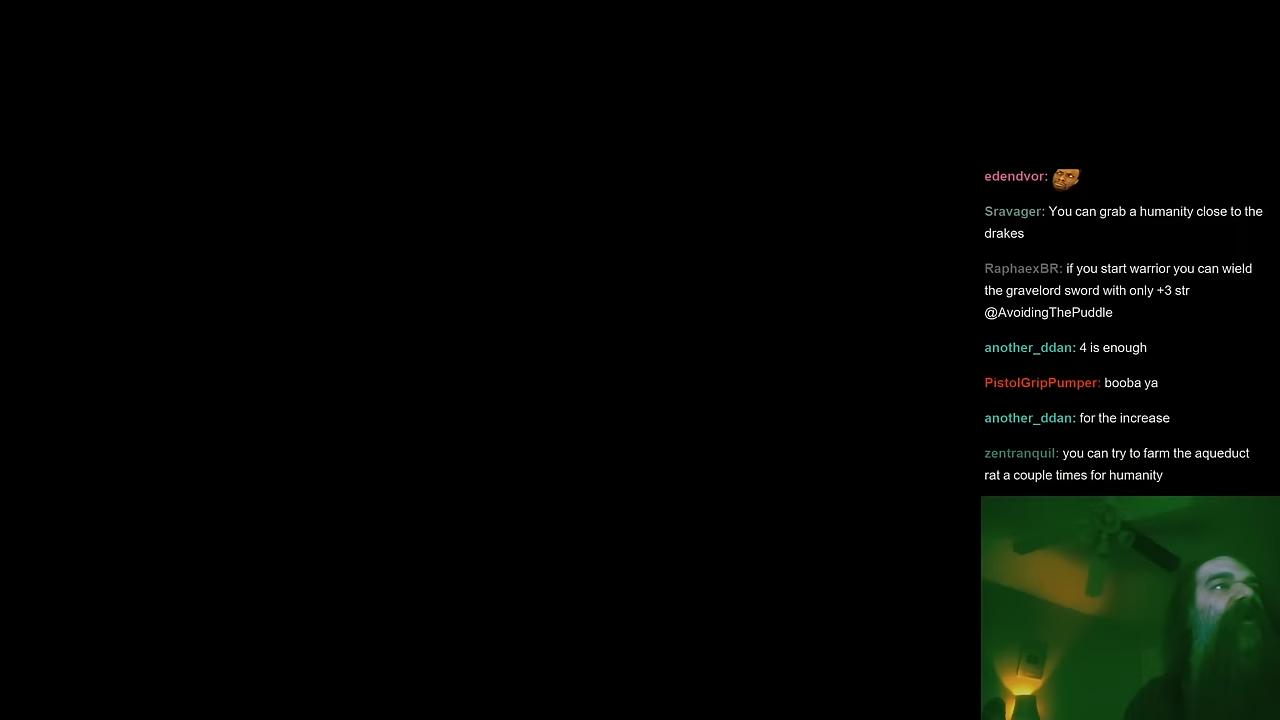 edendvor:
Sravager: You can grab a humanity close to the
drakes
RaphaexBR: if you start warrior you can wield
the gravelord sword with only +3 str
@AvoidingThePuddle
another_ddan: 4 is enough
PistolGripPumper: booba ya
another_ddan: for the increase
zentranquil: you can try to farm the aqueduct
rat a couple times for humanity